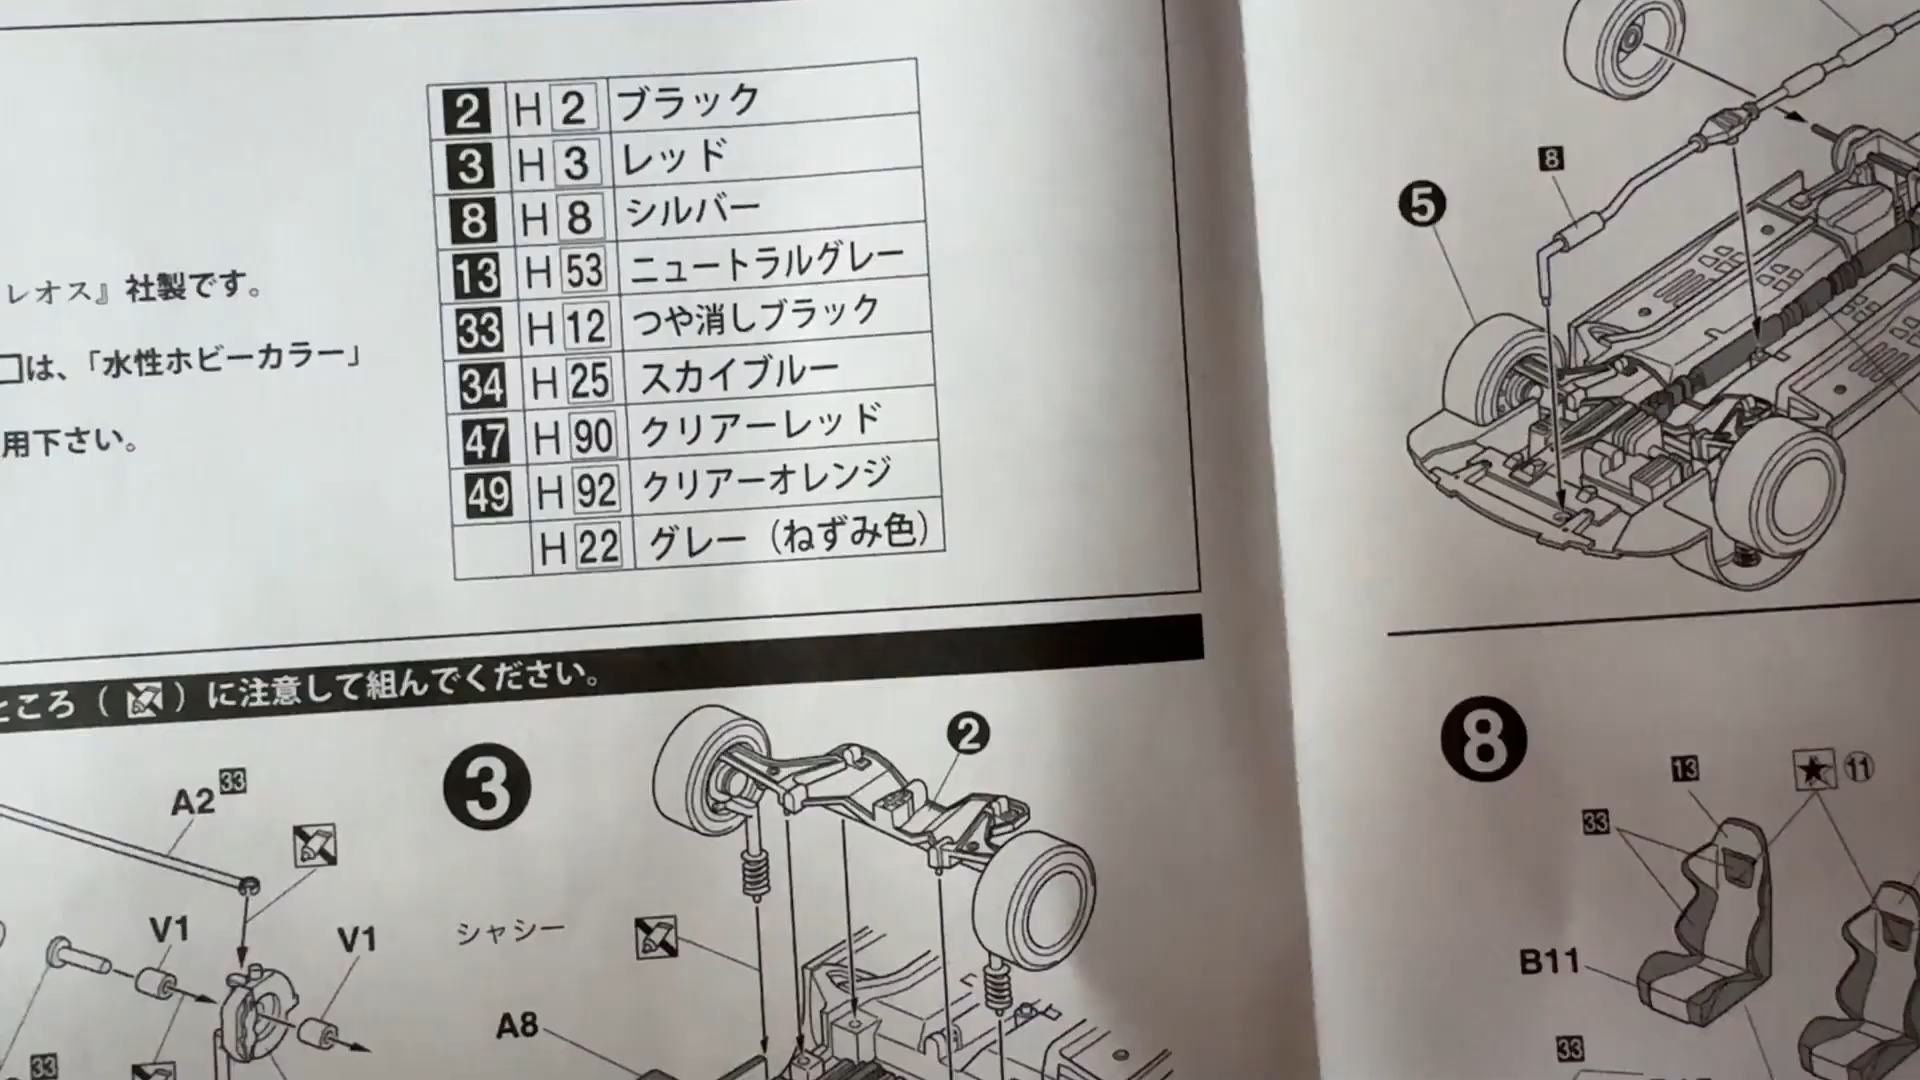 2 H 2 ブラック
3 H 3 レッド
8 H 8 シルバー
13 H 53 ニュートラルグレー
33 H 12 つや消しブラック
34 H 25 スカイブルー
47 H 90 クリアーレッド
49 H 92 クリアーオレンジ
H 22 グレー（ねずみ色）
レオス』社製です。
は、「水性ホビーカラー」
用下さい。
ところ（ ）に注意して組んでください。
A2 33
V1
V1
33
3
2
シャシー
A8
5
8
8
13
★ 11
33
B11
33